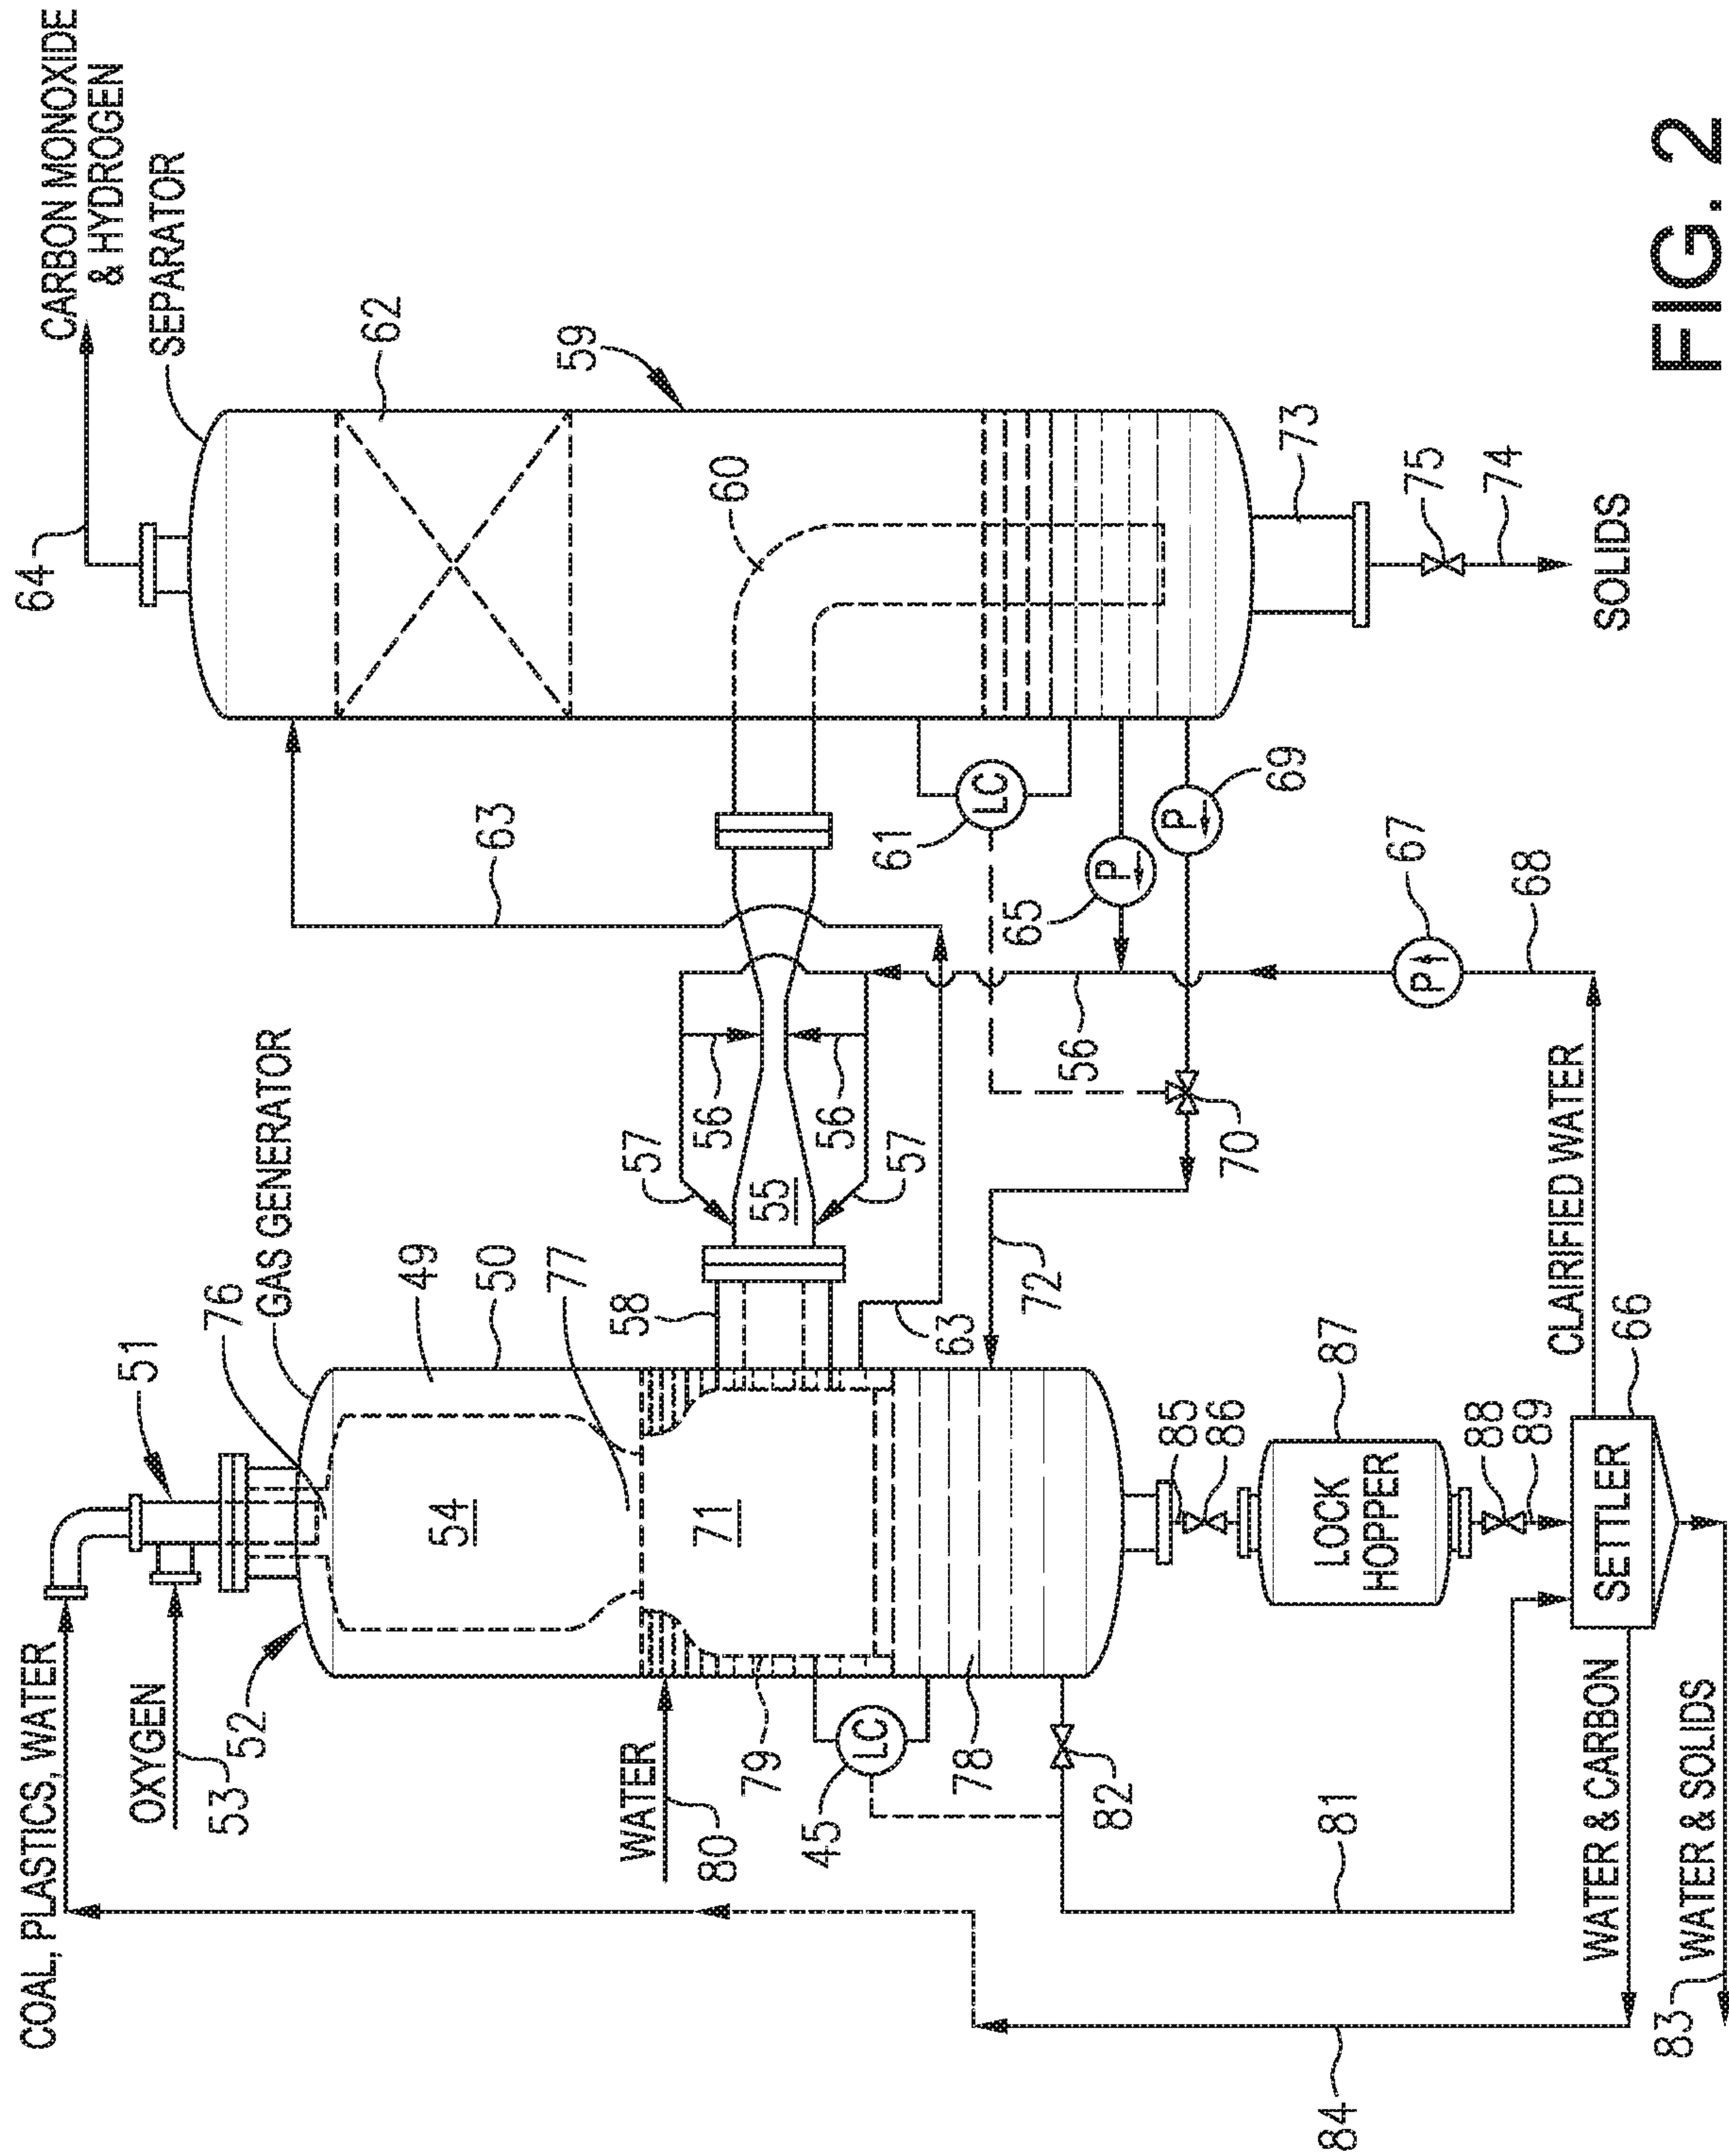 COAL, PLASTICS, WATER
64
CARBON MONOXIDE
& HYDROGEN
51
SEPARATOR
OXYGEN
53
76
52
GAS GENERATOR
62
49
54
50
77
59
58
63
WATER
80
71
57
56
60
79
55
56
45
LC
57
61
63
LC
78
72
65
P
56
82
85
86
70
P
69
81
LOCK
HOPPER
87
73
67
P
75
88
89
68
74
CLAIRIFIED WATER
84
WATER & CARBON
SETTLER
66
SOLIDS
83
WATER & SOLIDS
FIG. 2